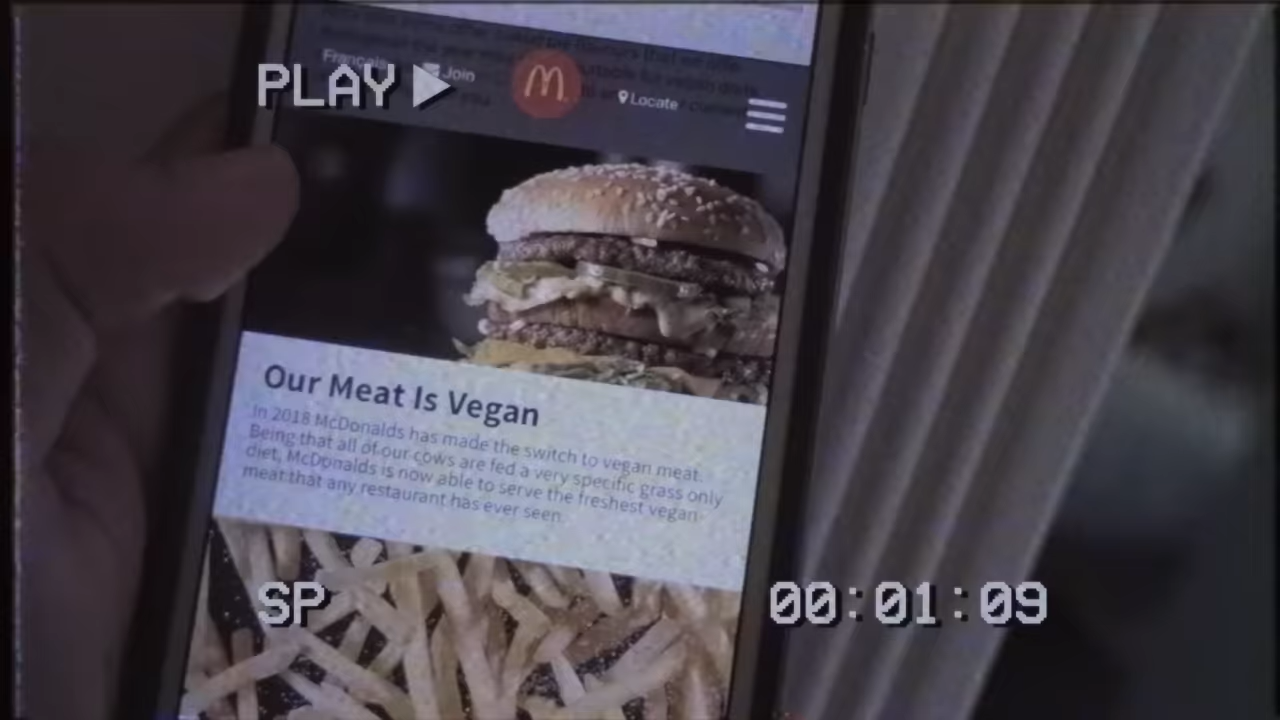 Français
Join
Locate
PLAY
Our Meat Is Vegan
In 2018 McDonalds has made the switch to vegan meat.
Being that all of our cows are fed a very specific grass only
diet, McDonalds is now able to serve the freshest vegan
meat that any restaurant has ever seen.
SP
00:01:09